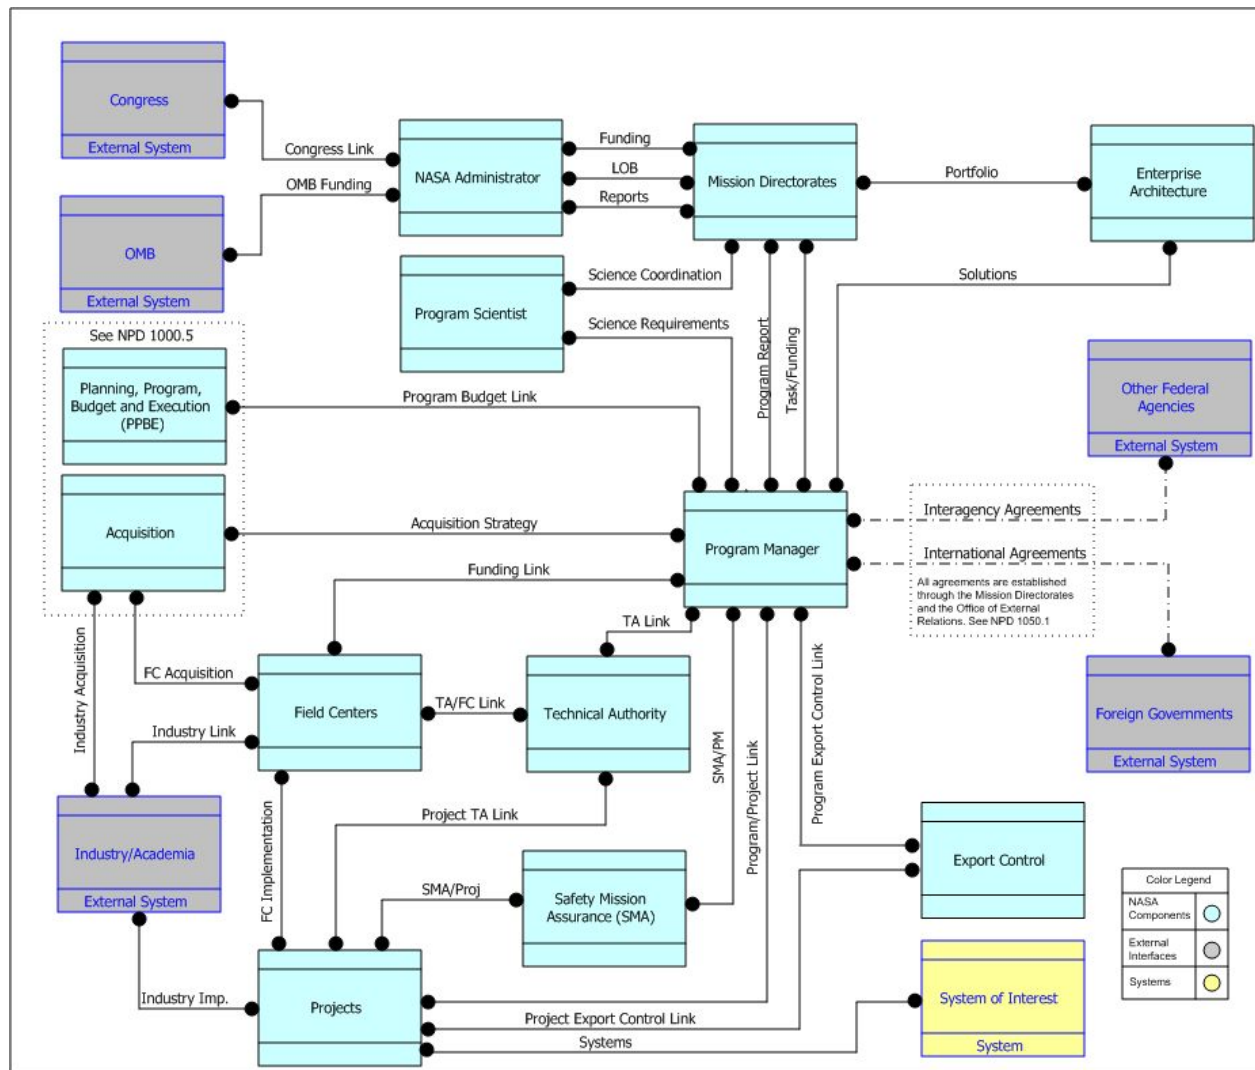 Congress
External System
Congress Link
OMB Funding
NASA Administrator
Funding
LOB
Reports
Mission Directorates
Portfolio
Enterprise
Architecture
OMB
External System
Program Scientist
Science Coordination
Science Requirements
Program Report
Task/Funding
Solutions
See NPD 1000.5
Planning, Program,
Budget and Execution
(PPBE)
Program Budget Link
Other Federal
Agencies
External System
Acquisition
Acquisition Strategy
Funding Link
Program Manager
Interagency Agreements
International Agreements
All agreements are established
through the Mission Directorates
and the Office of External
Relations. See NPD 1050.1
TA Link
Industry Acquisition
FC Acquisition
Industry Link
Field Centers
TA/FC Link
Technical Authority
SMA/PM
Program/Project Link
Program Export Control Link
Foreign Governments
External System
Industry/Academia
External System
FC Implementation
Project TA Link
SMA/Proj
Safety Mission
Assurance (SMA)
Export Control
Color Legend
NASA
Components
External
Interfaces
Systems
Industry Imp.
Projects
Project Export Control Link
Systems
System of Interest
System